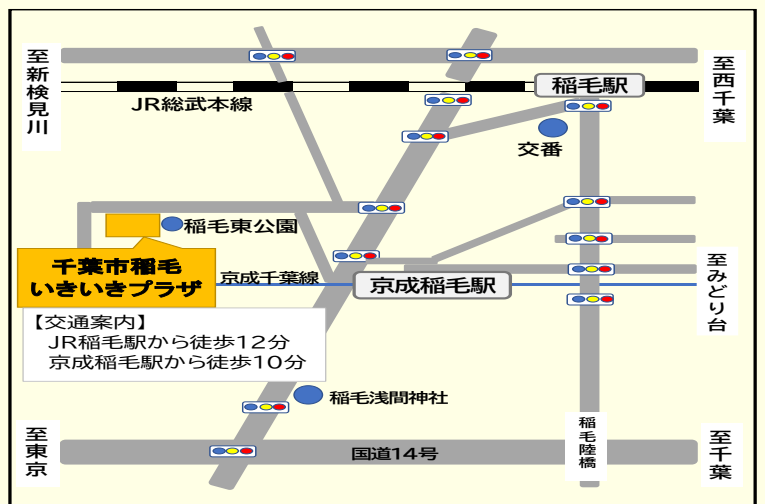 至新検見川
JR総武本線
稲毛駅
至西千葉
交番
稲毛東公園
千葉市稲毛
いきいきプラザ
京成千葉線
京成稲毛駅
至みどり台
【交通案内】
JR稲毛駅から徒歩12分
京成稲毛駅から徒歩10分
稲毛浅間神社
至東京
国道14号
稲毛陸橋
至千葉